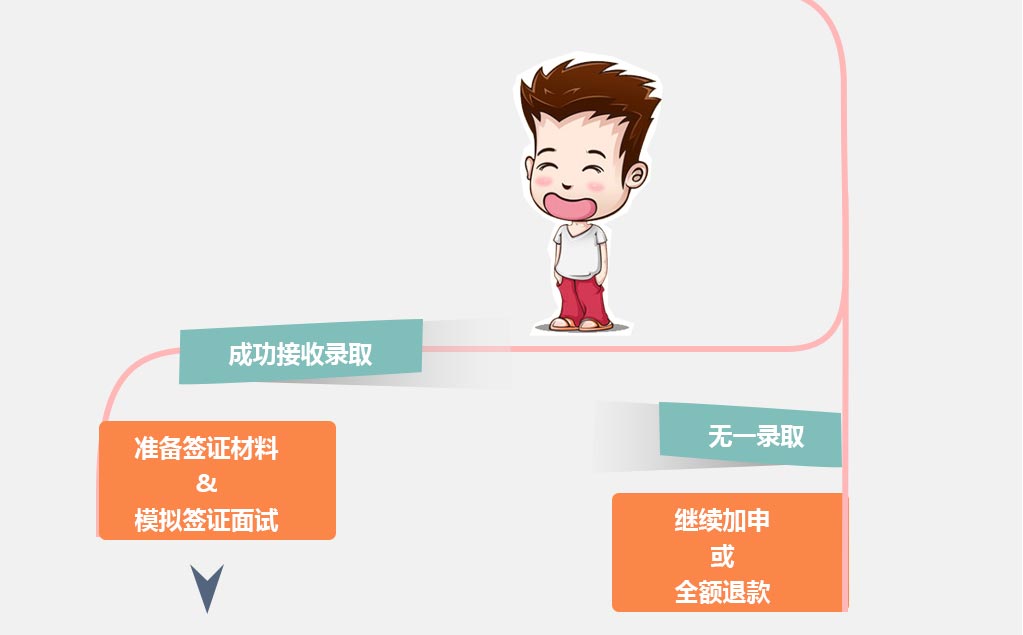 成功接收录取
准备签证材料
&
模拟签证面试
无一录取
继续加申
或
全额退款